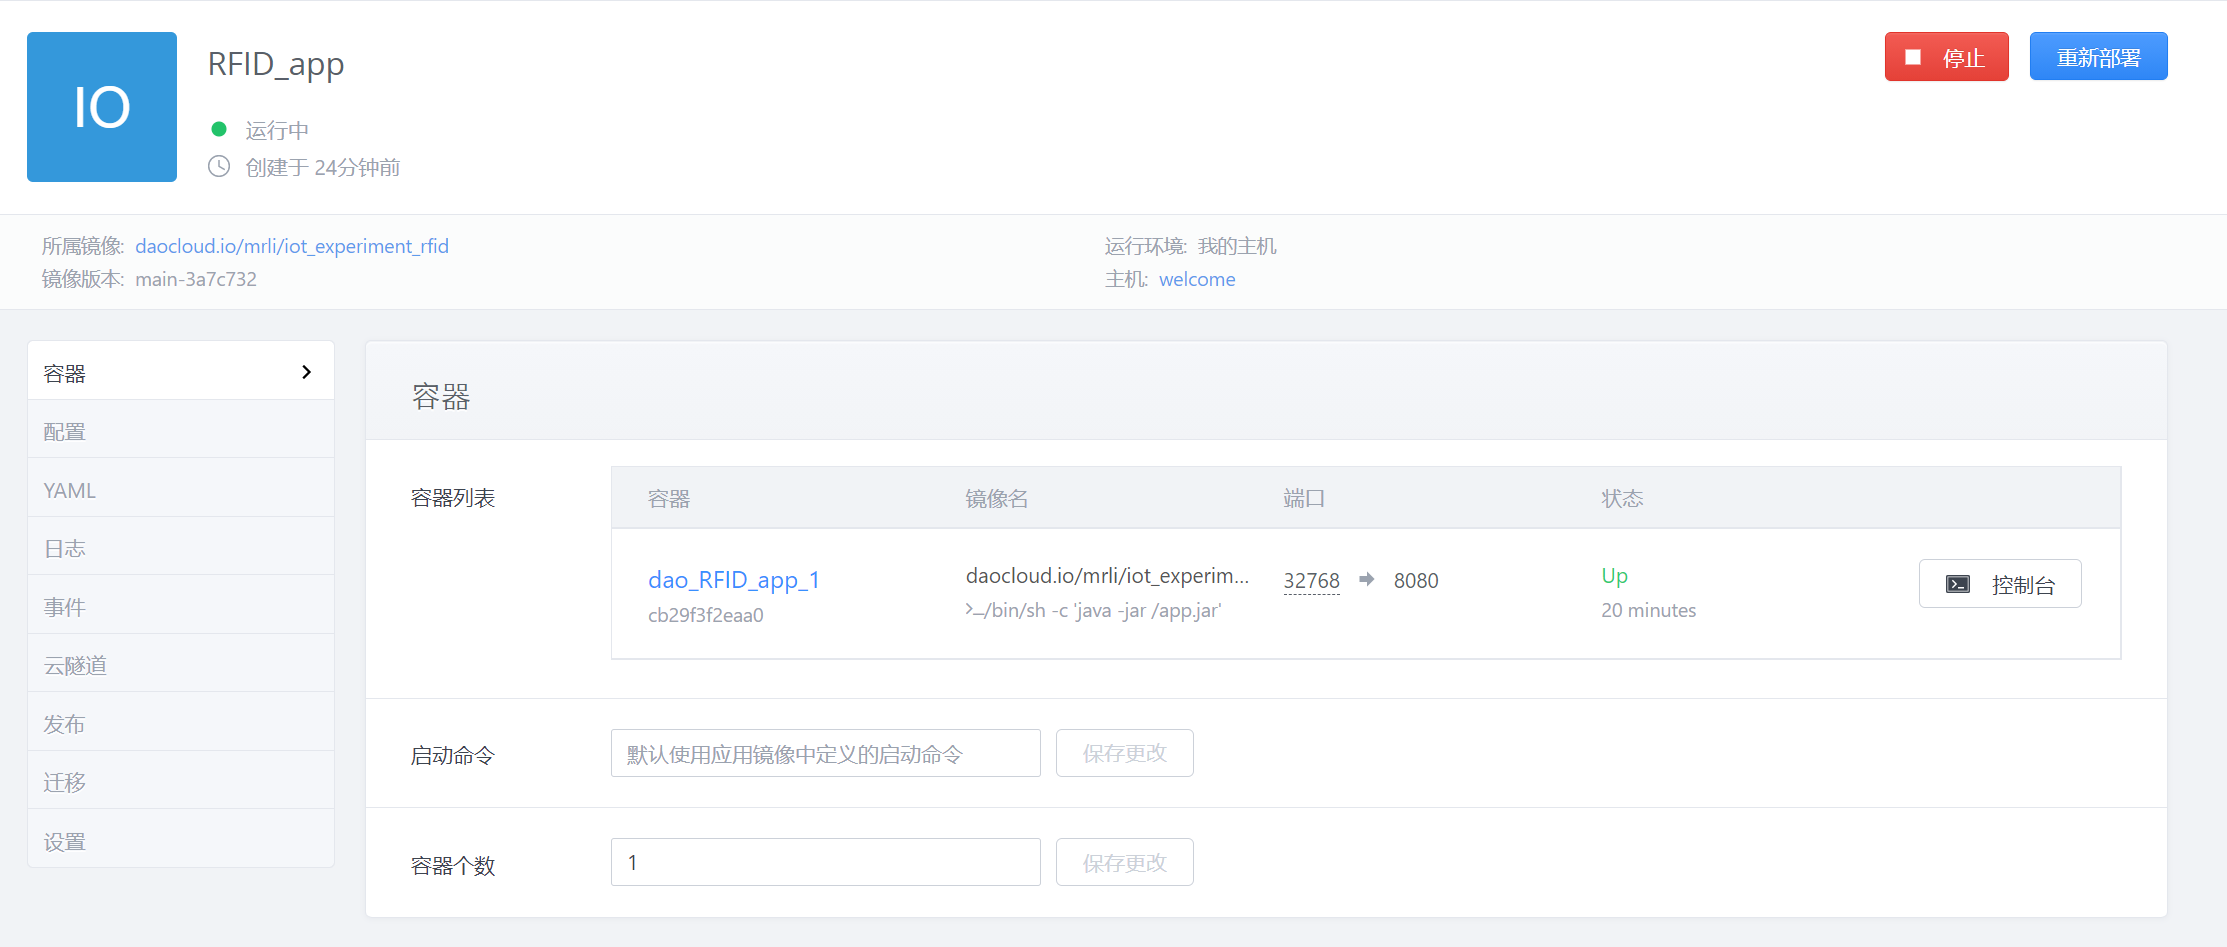 IO
RFID_app
运行中
创建于 24分钟前
停止
重新部署
所属镜像: daocloud.io/mrli/iot_experiment_rfid
镜像版本: main-3a7c732
运行环境: 我的主机
主机: welcome
容器
配置
YAML
日志
事件
云隧道
发布
迁移
设置
容器
容器列表
容器 镜像名 端口 状态
dao_RFID_app_1
cb29f3f2eaa0
daocloud.io/mrli/iot_experim...
>_/bin/sh -c 'java -jar /app.jar'
32768 8080
Up
20 minutes
控制台
启动命令 默认使用应用镜像中定义的启动命令 保存更改
容器个数 1 保存更改